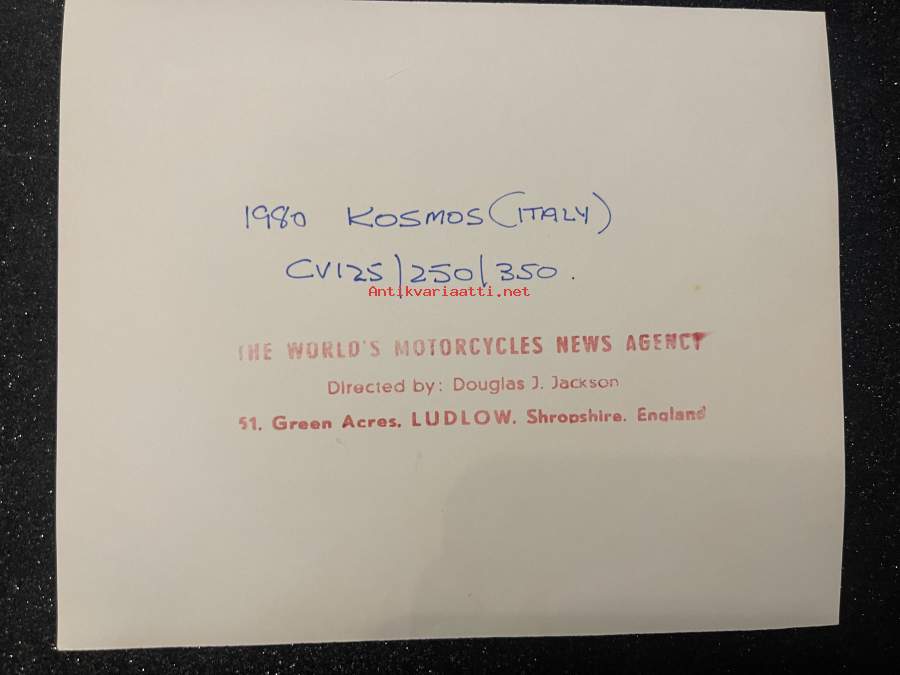 1980 KOSMOS (ITALY)
CV125/250/350.
Antikvariaatti.net
THE WORLD'S MOTORCYCLES NEWS AGENCY
Directed by: Douglas J. Jackson
51. Green Acres, LUDLOW. Shropshire. England